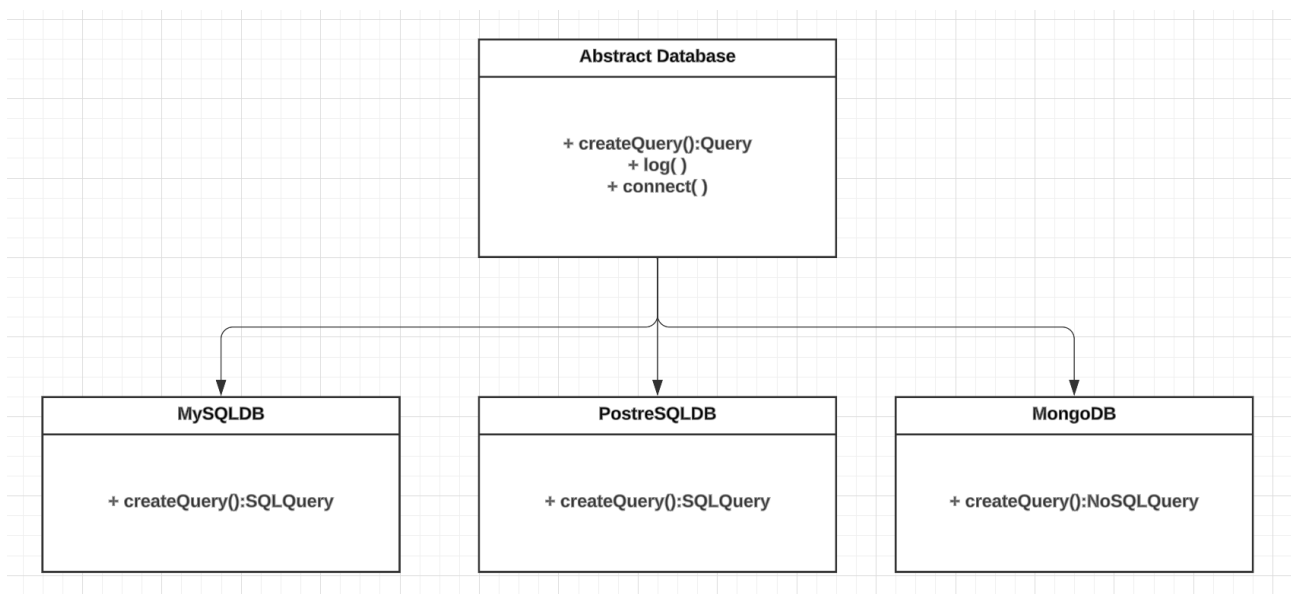 Abstract Database
+ createQuery():Query
+ log( )
+ connect( )
MySQLDB
+ createQuery():SQLQuery
PostreSQLDB
+ createQuery():SQLQuery
MongoDB
+ createQuery():NoSQLQuery